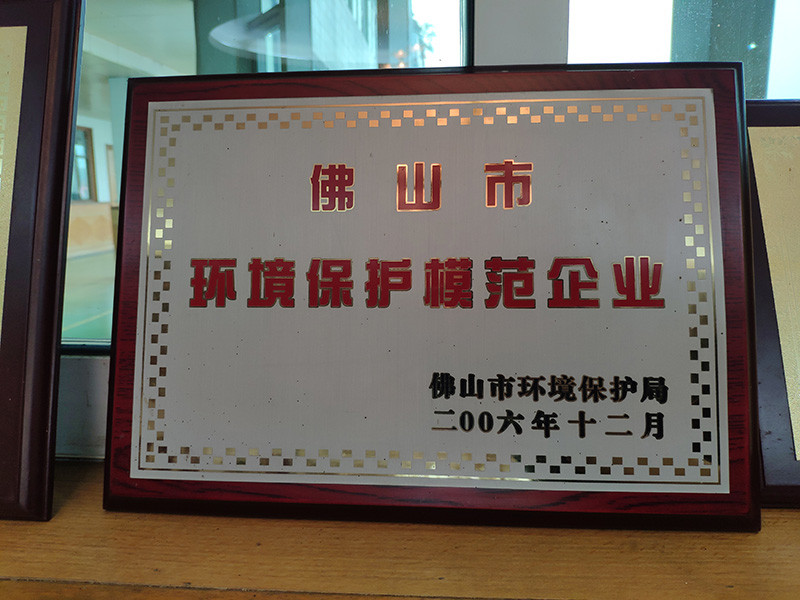 佛山市
环境保护模范企业
佛山市环境保护局
二00六年十二月